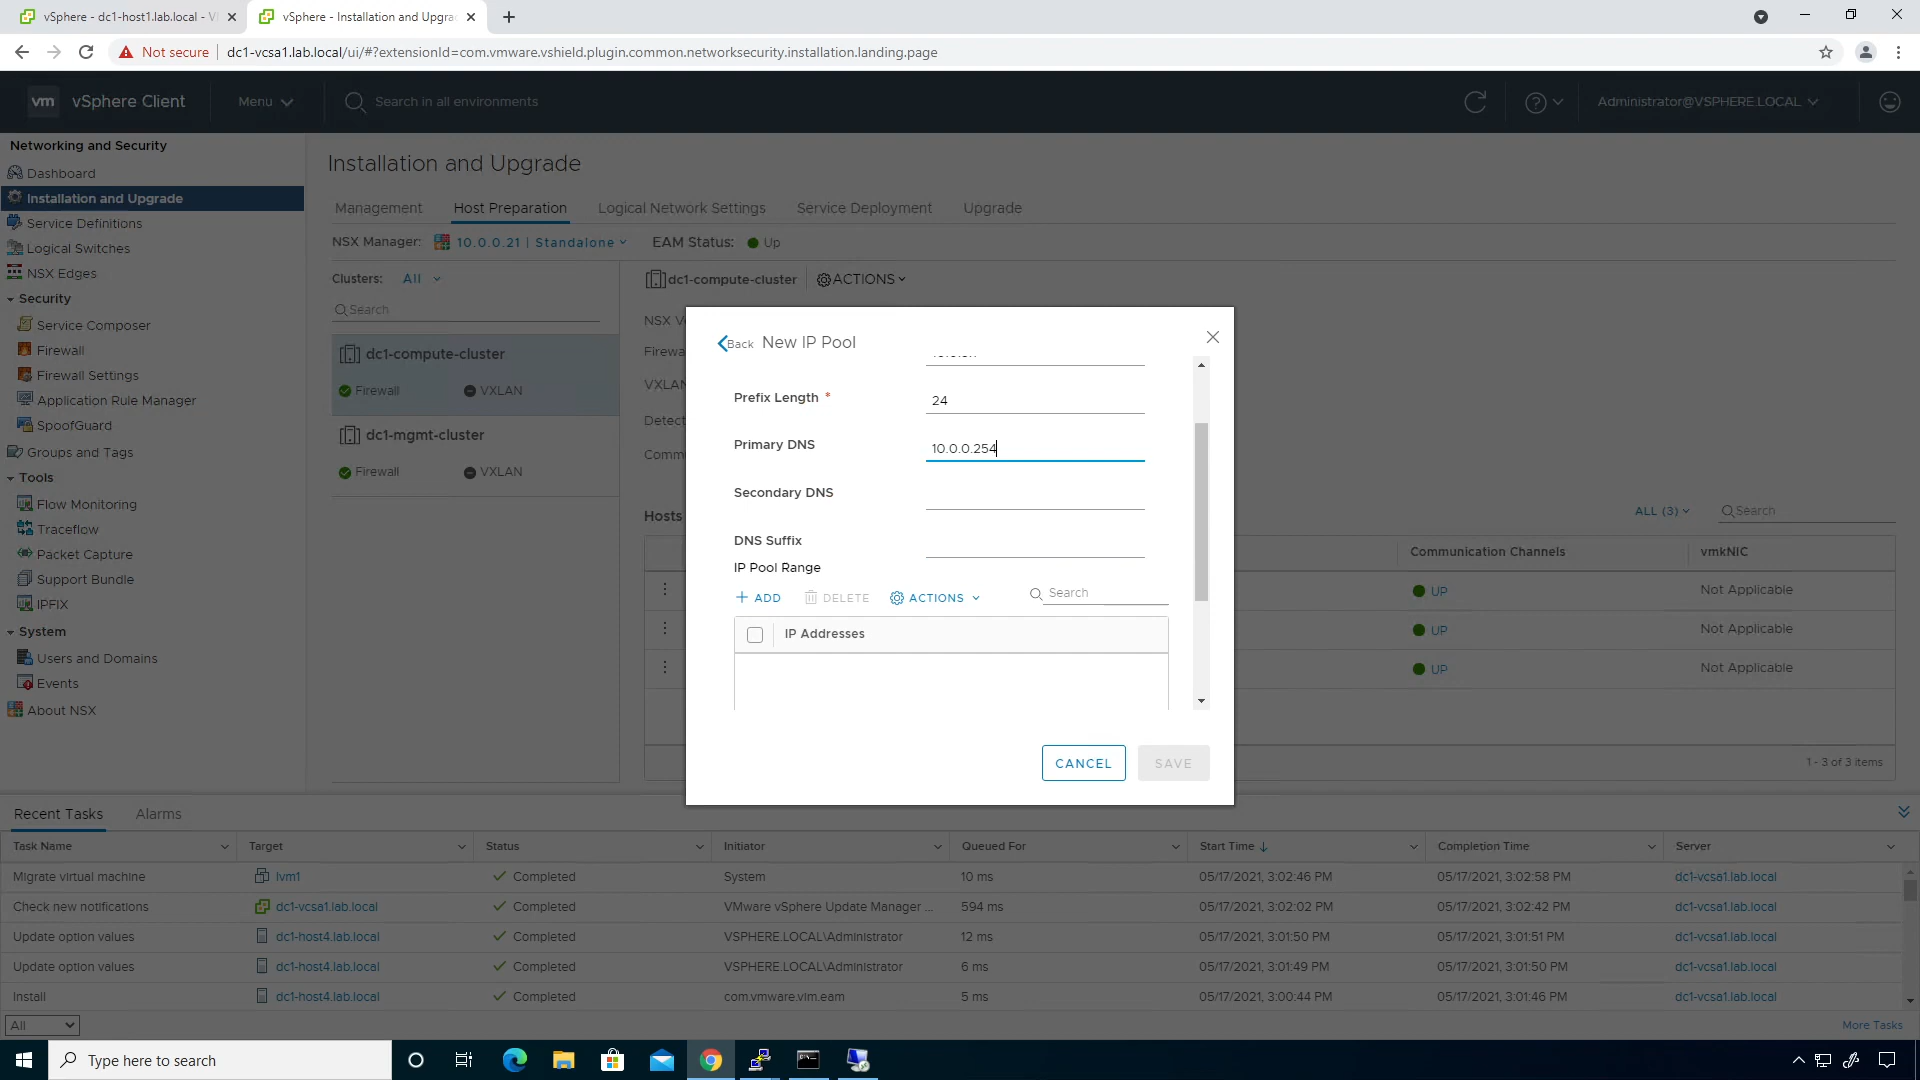 vSphere - dc1-host1.lab.local - V
vSphere - Installation and Upgra
Not secure
dc1-vcsa1.lab.local/ui/#?extensionId=com.vmware.vshield.plugin.common.networksecurity.installation.landing.page
vm
vSphere Client
Menu
Search in all environments
Administrator@VSPHERE.LOCAL
Networking and Security
Dashboard
Installation and Upgrade
Service Definitions
Logical Switches
NSX Edges
Security
Service Composer
Firewall
Firewall Settings
Application Rule Manager
SpoofGuard
Groups and Tags
Tools
Flow Monitoring
Traceflow
Packet Capture
Support Bundle
IPFIX
System
Users and Domains
Events
About NSX
Installation and Upgrade
Management
Host Preparation
Logical Network Settings
Service Deployment
Upgrade
NSX Manager: 10.0.0.21 | Standalone
EAM Status: Up
Clusters: All
Search
dc1-compute-cluster
Firewall
VXLAN
dc1-mgmt-cluster
Firewall
VXLAN
dc1-compute-cluster
ACTIONS
NSX V
Firewa
VXLAN
Detect
Comm
Hosts
ALL (3)
Search
Communication Channels
vmkNIC
UP
Not Applicable
UP
Not Applicable
UP
Not Applicable
1 - 3 of 3 items
Back
New IP Pool
Prefix Length *
24
Primary DNS
10.0.0.254
Secondary DNS
DNS Suffix
IP Pool Range
ADD
DELETE
ACTIONS
Search
IP Addresses
CANCEL
SAVE
Recent Tasks
Alarms
Task Name Target Status Initiator Queued For Start Time Completion Time Server
Migrate virtual machine lvm1 Completed System 10 ms 05/17/2021, 3:02:46 PM 05/17/2021, 3:02:58 PM dc1-vcsa1.lab.local
Check new notifications dc1-vcsa1.lab.local Completed VMware vSphere Update Manager ... 594 ms 05/17/2021, 3:02:02 PM 05/17/2021, 3:02:42 PM dc1-vcsa1.lab.local
Update option values dc1-host4.lab.local Completed VSPHERE.LOCAL\Administrator 12 ms 05/17/2021, 3:01:50 PM 05/17/2021, 3:01:51 PM dc1-vcsa1.lab.local
Update option values dc1-host4.lab.local Completed VSPHERE.LOCAL\Administrator 6 ms 05/17/2021, 3:01:49 PM 05/17/2021, 3:01:50 PM dc1-vcsa1.lab.local
Install dc1-host4.lab.local Completed com.vmware.vim.eam 5 ms 05/17/2021, 3:00:44 PM 05/17/2021, 3:01:46 PM dc1-vcsa1.lab.local
All
More Tasks
Type here to search